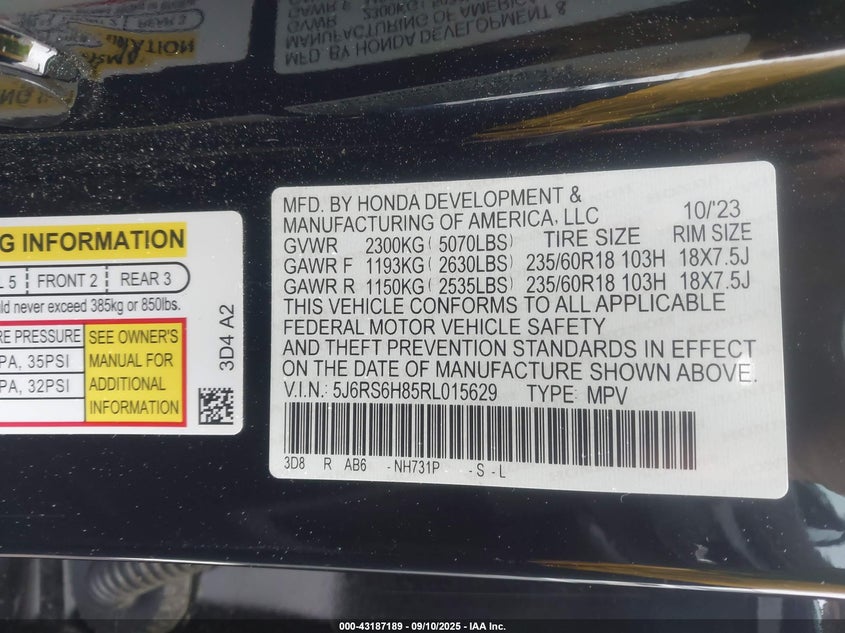 MFD. BY HONDA DEVELOPMENT &
MANUFACTURING OF AMERICA, LLC 10/'23
GVWR 2300KG ( 5070LBS) TIRE SIZE RIM SIZE
GAWR F 1193KG ( 2630LBS) 235/60R18 103H 18X7.5J
GAWR R 1150KG ( 2535LBS) 235/60R18 103H 18X7.5J
THIS VEHICLE CONFORMS TO ALL APPLICABLE
FEDERAL MOTOR VEHICLE SAFETY
AND THEFT PREVENTION STANDARDS IN EFFECT
ON THE DATE OF MANUFACTURE SHOWN ABOVE.
V.I.N.: 5J6RS6H85RL015629 TYPE: MPV
3D8 R AB6 -NH731P -S -L
G INFORMATION
5 FRONT 2 REAR 3
never exceed 385kg or 850lbs.
PRESSURE SEE OWNER'S
PA, 35PSI MANUAL FOR
PA, 32PSI ADDITIONAL
INFORMATION
3D4 A2
000-43187189 - 09/10/2025 - IAA Inc.